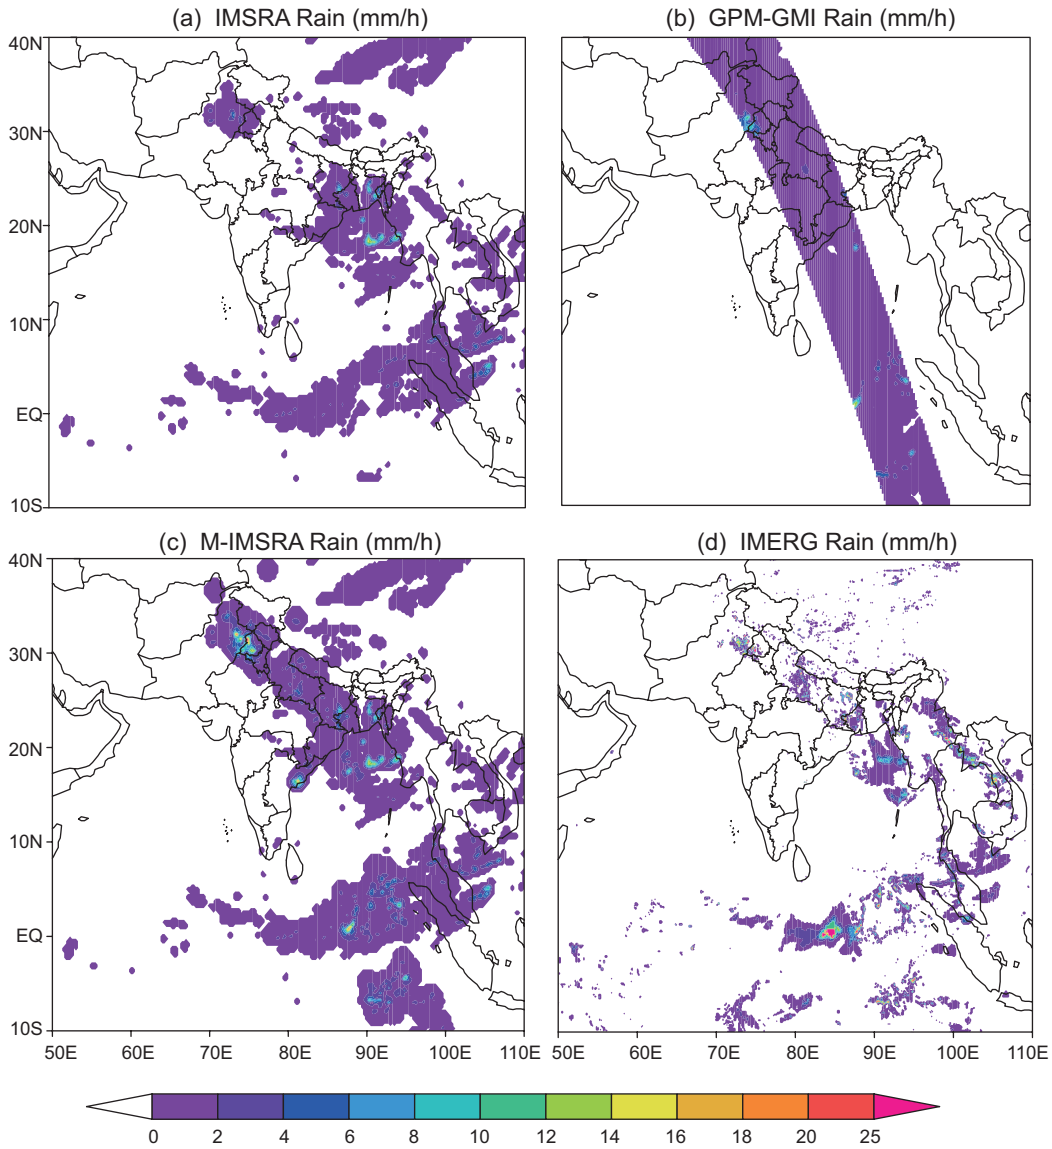 (a) IMSRA Rain (mm/h)
(b) GPM-GMI Rain (mm/h)
40N
30N
20N
10N
EQ
10S
(c) M-IMSRA Rain (mm/h)
(d) IMERG Rain (mm/h)
40N
30N
20N
10N
EQ
10S
50E 60E 70E 80E 90E 100E 110E
50E 60E 70E 80E 90E 100E 110E
0 2 4 6 8 10 12 14 16 18 20 25